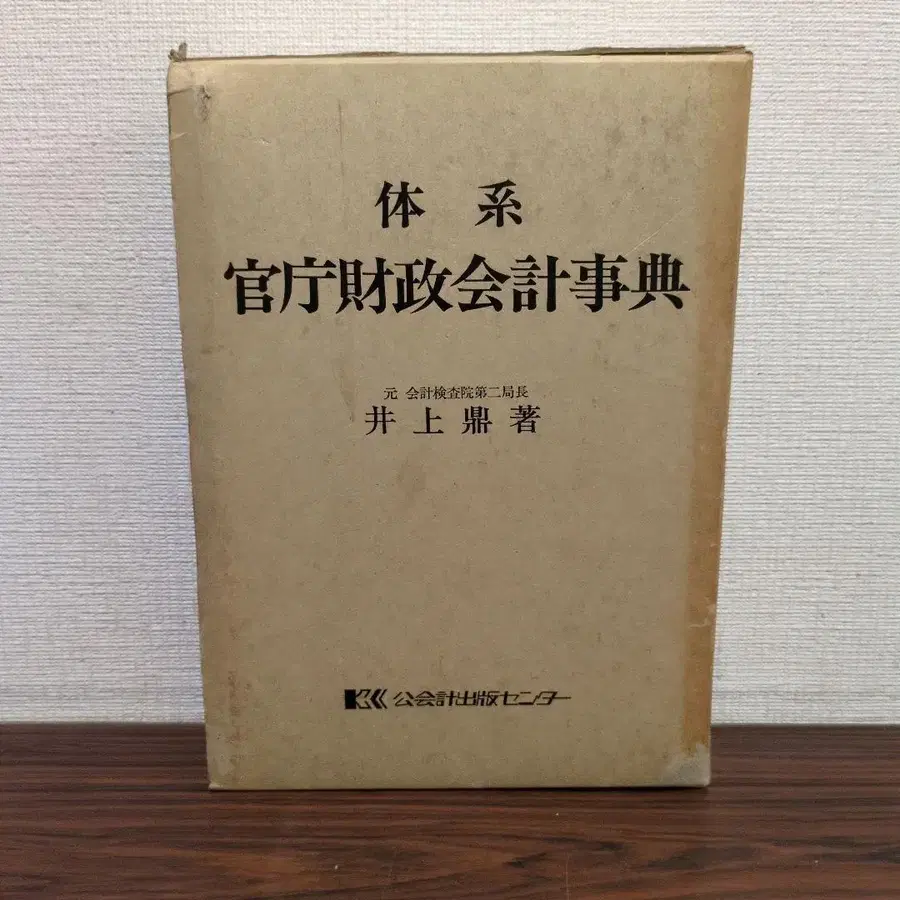 体系
官庁財政会計事典
元 会計検査院第二局長
井上鼎著
KK 公会計出版センター